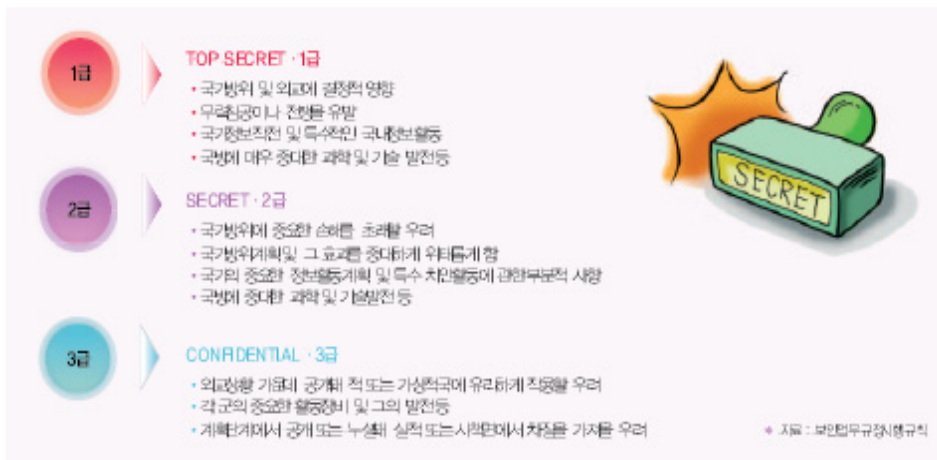 1급
TOP SECRET · 1급
• 국가방위 및 외교에 결정적 영향
• 무력침공이나 전쟁을 유발
• 국가정보작전 및 특수적인 국내정보활동
• 국방에 매우 중대한 과학 및 기술 발전등
SECRET
2급
SECRET · 2급
• 국가방위에 중요한 손해를 초래할 우려
• 국가방위계획및 그 효과를 중대하게 위태롭게 함
• 국가의 중요한 정보활동계획 및 특수 치안활동에 관한부분적 사항
• 국방에 중대한 과학 및 기술발전 등
3급
CONFIDENTIAL · 3급
• 외교상황 가운데 공개돼 적 또는 가상적국에 유리하게 작용할 우려
• 각 군의 중요한 활동장비 및 그의 발전등
• 계획단계에서 공개 또는 누설돼 실적 또는 시책면에서 차질을 가져올 우려
자료 : 보안업무규정시행규칙